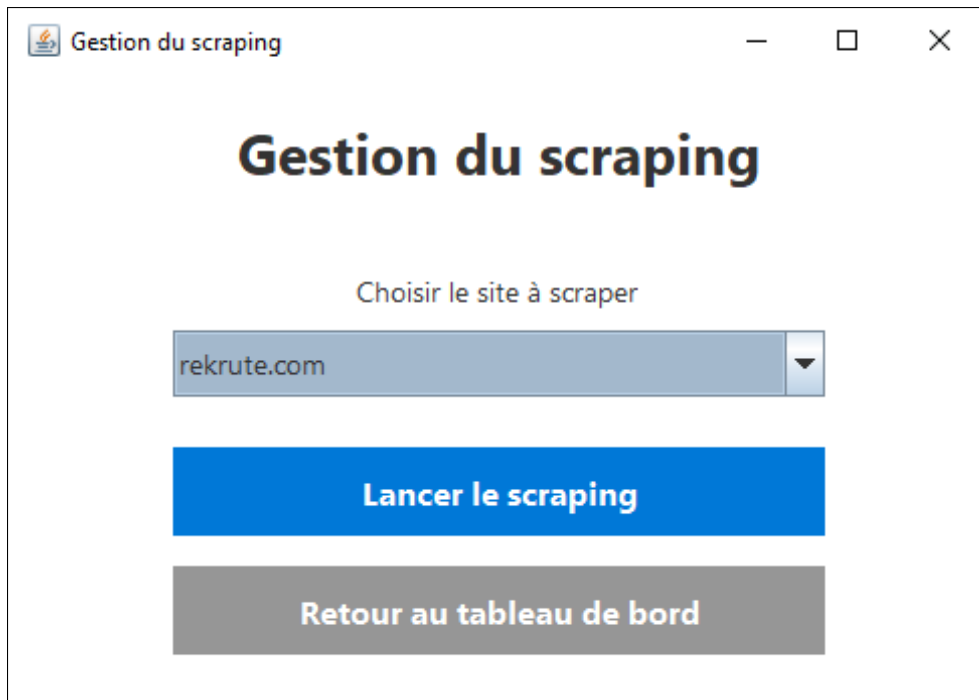 Gestion du scraping
Gestion du scraping
Choisir le site à scraper
rekrute.com
Lancer le scraping
Retour au tableau de bord